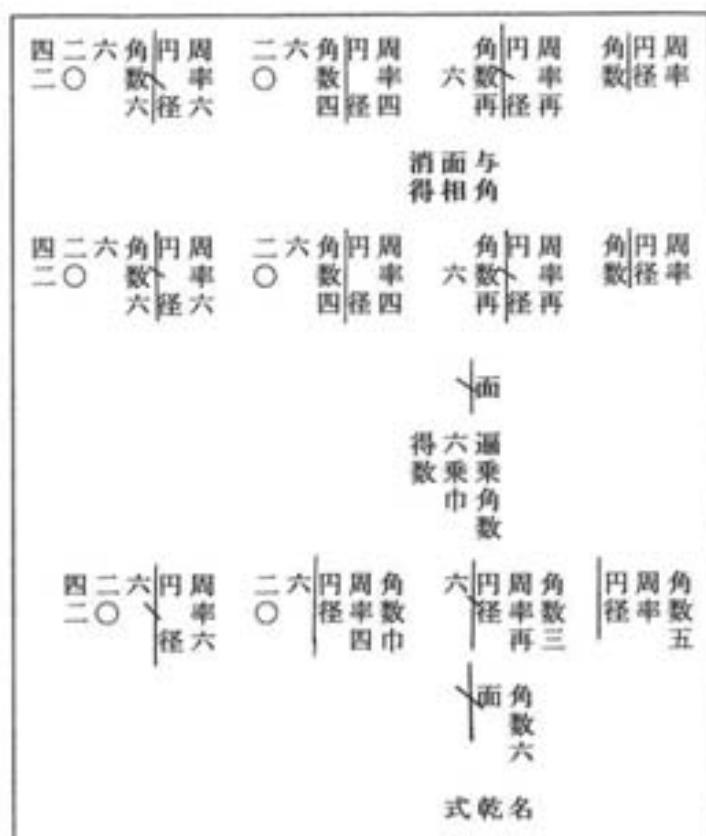 周率
円径
角数
周率再
円径
角数再
六
周率四
円径
角数四
六
二〇
周率六
円径
角数六
六
二〇
四二
与角
面相
消得
周率
円径
角数
周率再
円径
角数再
六
周率四
円径
角数四
六
二〇
周率六
円径
角数六
六
二〇
四二
面
遍乗角数
六乗巾
得数
角数五
周率
円径
角数三
周率再
円径
六
角数巾
周率四
円径
六
二〇
周率六
円径
六
二〇
四二
角数六
面
名
乾
式